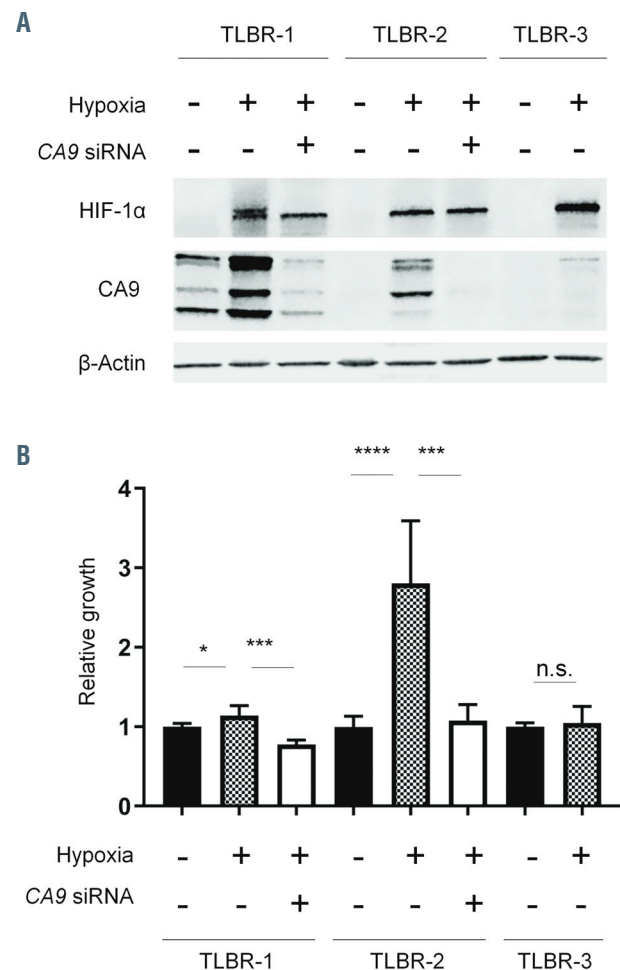 A
TLBR-1 TLBR-2 TLBR-3
Hypoxia - + + - + + - +
CA9 siRNA - - + - - + - -
HIF-1α
CA9
β-Actin
B
**** ***
4
3
2
1
0
Relative growth
* ***
n.s.
Hypoxia - + + - + + - +
CA9 siRNA - - + - - + - -
TLBR-1 TLBR-2 TLBR-3